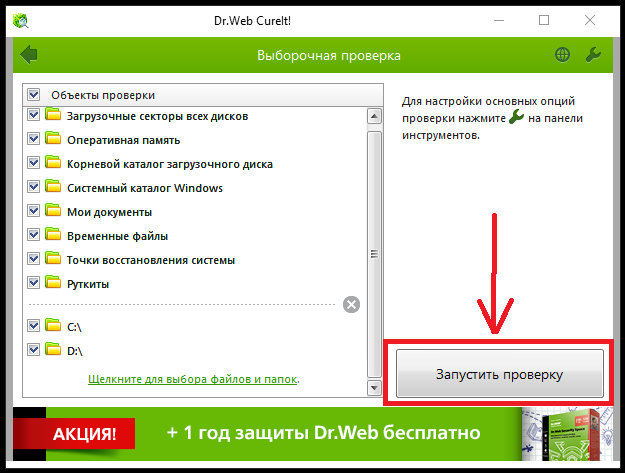 Dr.Web CureIt!
Выборочная проверка
Объекты проверки
Загрузочные секторы всех дисков
Оперативная память
Корневой каталог загрузочного диска
Системный каталог Windows
Мои документы
Временные файлы
Точки восстановления системы
Руткиты
C:\
D:\
Щелкните для выбора файлов и папок.
Для настройки основных опций
проверки нажмите на панели
инструментов.
Запустить проверку
АКЦИЯ!
+ 1 год защиты Dr.Web бесплатно